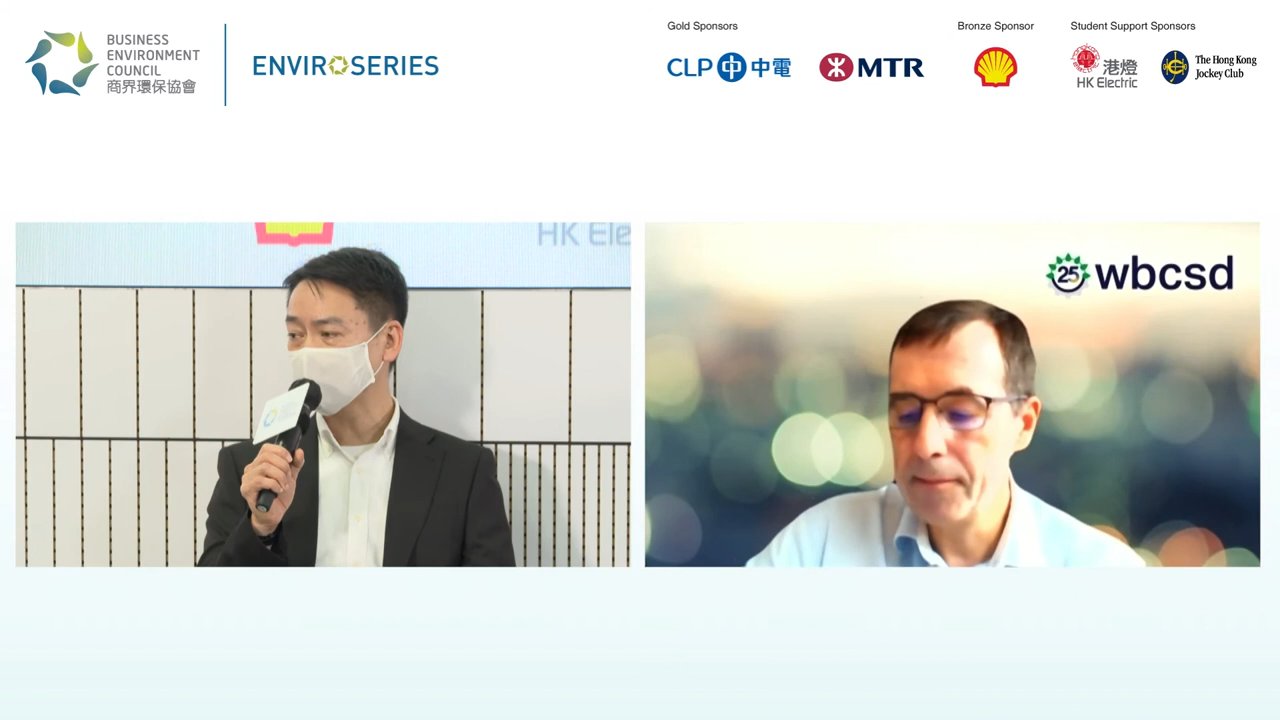 BUSINESS
ENVIRONMENT
COUNCIL
商界環保協會
ENVIROSERIES
Gold Sponsors
CLP 中 中電
MTR
Bronze Sponsor
Student Support Sponsors
港燈
HK Electric
The Hong Kong
Jockey Club
HK Ele
25 wbcsd